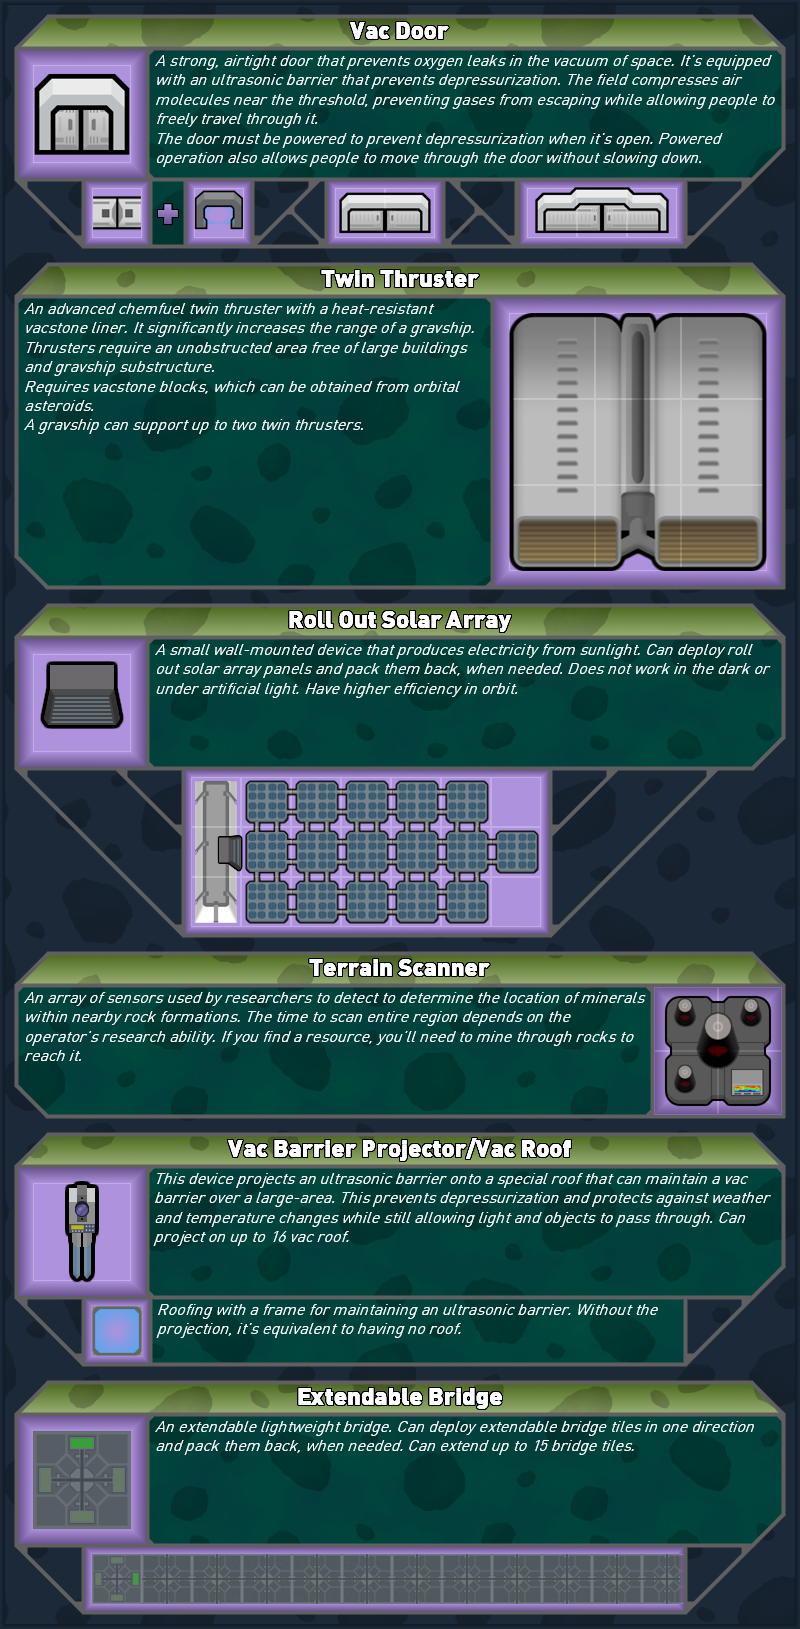 Vac Door
A strong, airtight door that prevents oxygen leaks in the vacuum of space. It's equipped
with an ultrasonic barrier that prevents depressurization. The field compresses air
molecules near the threshold, preventing gases from escaping while allowing people to
freely travel through it.
The door must be powered to prevent depressurization when it's open. Powered
operation also allows people to move through the door without slowing down.
Twin Thruster
An advanced chemfuel twin thruster with a heat-resistant
vacstone liner. It significantly increases the range of a gravship.
Thrusters require an unobstructed area free of large buildings
and gravship substructure.
Requires vacstone blocks, which can be obtained from orbital
asteroids.
A gravship can support up to two twin thrusters.
Roll Out Solar Array
A small wall-mounted device that produces electricity from sunlight. Can deploy roll
out solar array panels and pack them back, when needed. Does not work in the dark or
under artificial light. Have higher efficiency in orbit.
Terrain Scanner
An array of sensors used by researchers to detect to determine the location of minerals
within nearby rock formations. The time to scan entire region depends on the
operator's research ability. If you find a resource, you'll need to mine through rocks to
reach it.
Vac Barrier Projector/Vac Roof
This device projects an ultrasonic barrier onto a special roof that can maintain a vac
barrier over a large-area. This prevents depressurization and protects against weather
and temperature changes while still allowing light and objects to pass through. Can
project on up to 16 vac roof.
Roofing with a frame for maintaining an ultrasonic barrier. Without the
projection, it's equivalent to having no roof.
Extendable Bridge
An extendable lightweight bridge. Can deploy extendable bridge tiles in one direction
and pack them back, when needed. Can extend up to 15 bridge tiles.